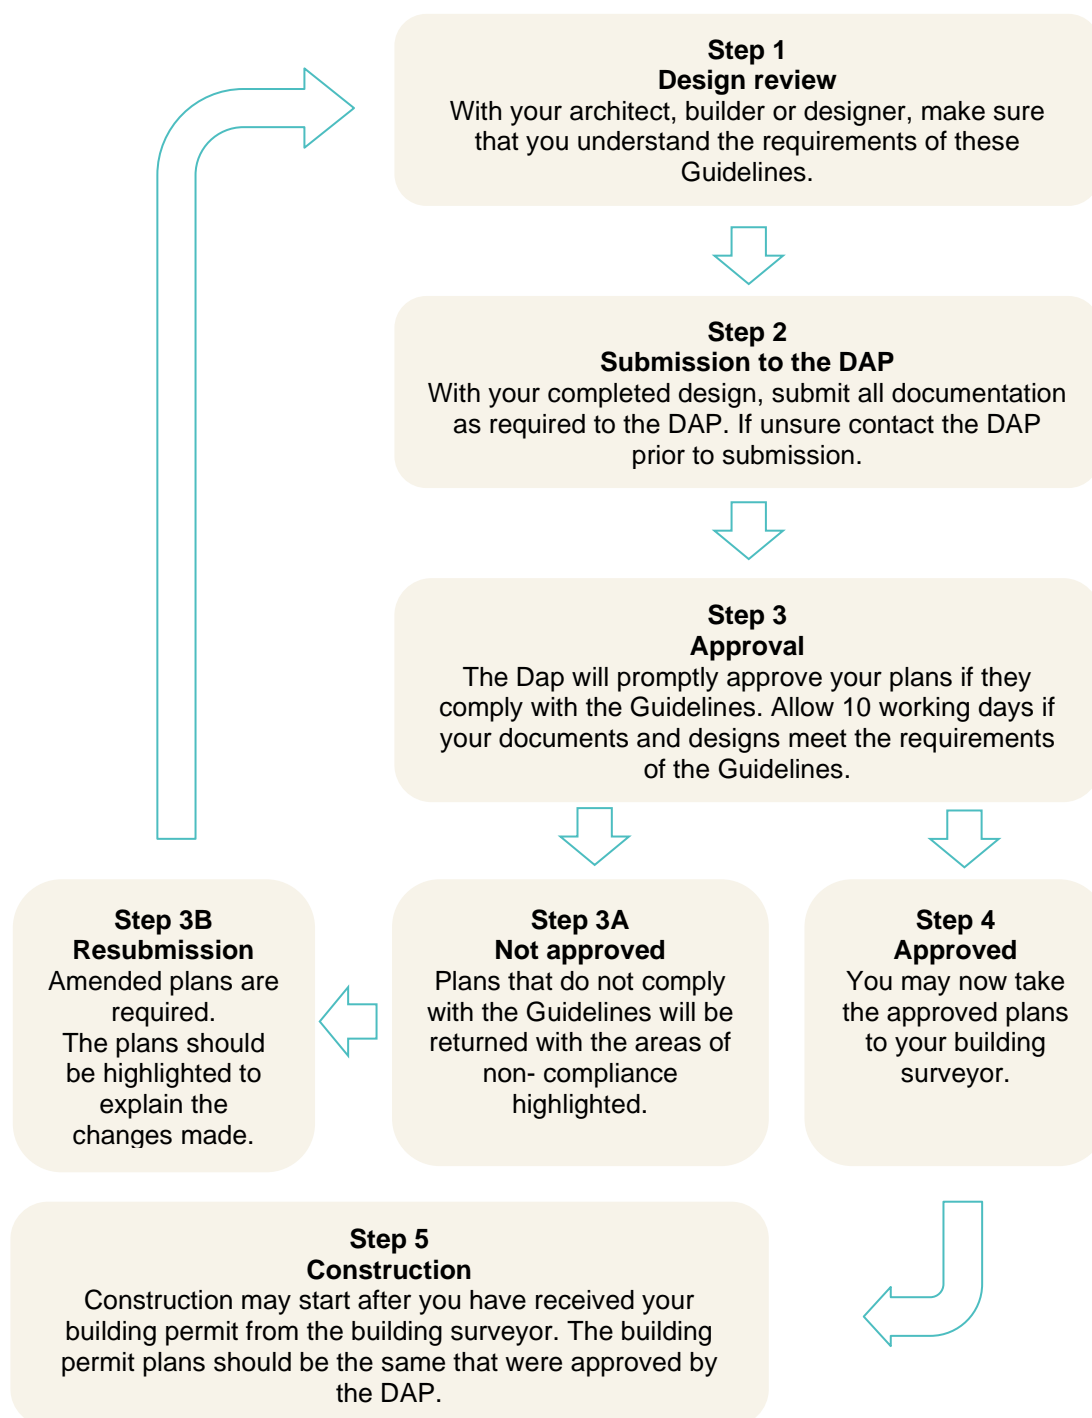 Step 1
Design review
With your architect, builder or designer, make sure
that you understand the requirements of these
Guidelines.
Step 2
Submission to the DAP
With your completed design, submit all documentation
as required to the DAP. If unsure contact the DAP
prior to submission.
Step 3
Approval
The Dap will promptly approve your plans if they
comply with the Guidelines. Allow 10 working days if
your documents and designs meet the requirements
of the Guidelines.
Step 3B
Resubmission
Amended plans are
required.
The plans should
be highlighted to
explain the
changes made.
Step 3A
Not approved
Plans that do not comply
with the Guidelines will be
returned with the areas of
non- compliance
highlighted.
Step 4
Approved
You may now take
the approved plans
to your building
surveyor.
Step 5
Construction
Construction may start after you have received your
building permit from the building surveyor. The building
permit plans should be the same that were approved by
the DAP.